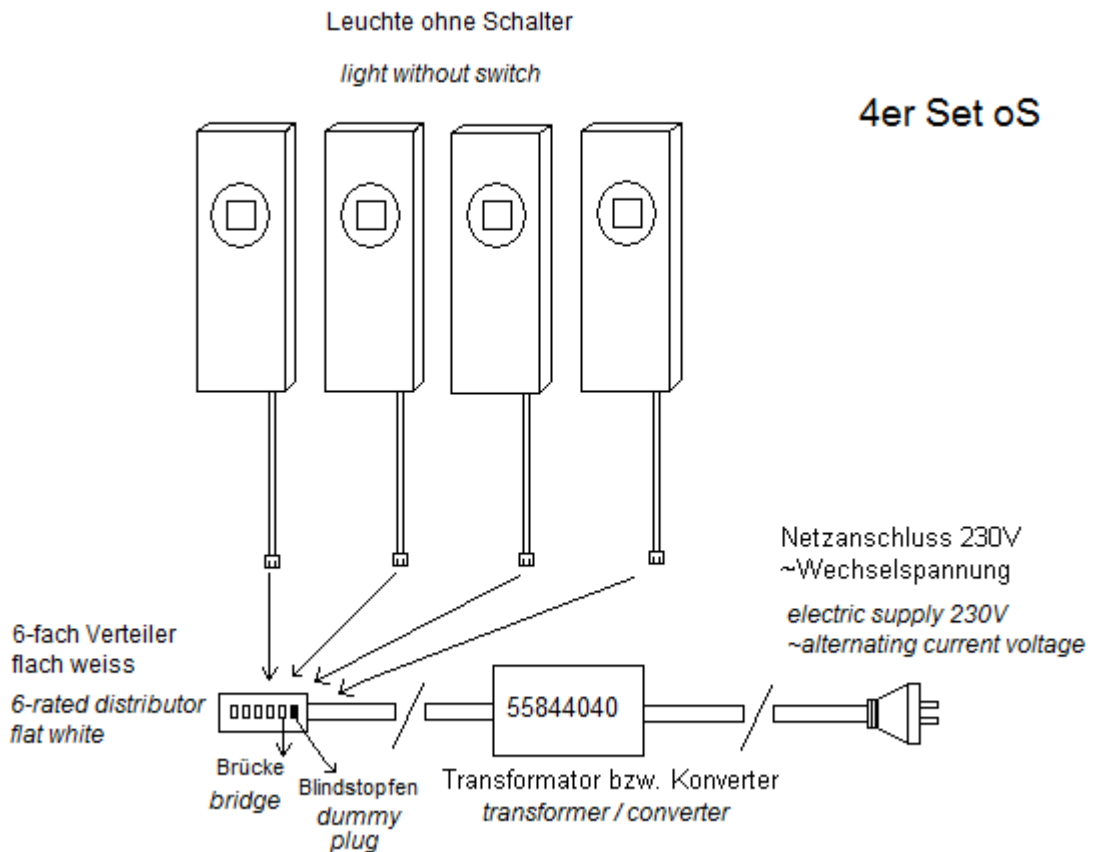 Leuchte ohne Schalter
light without switch
4er Set oS
Netzanschluss 230V
~Wechselspannung
electric supply 230V
~alternating current voltage
6-fach Verteiler
flach weiss
6-rated distributor
flat white
55844040
Brücke
bridge
Blindstopfen
dummy
plug
Transformator bzw. Konverter
transformer / converter